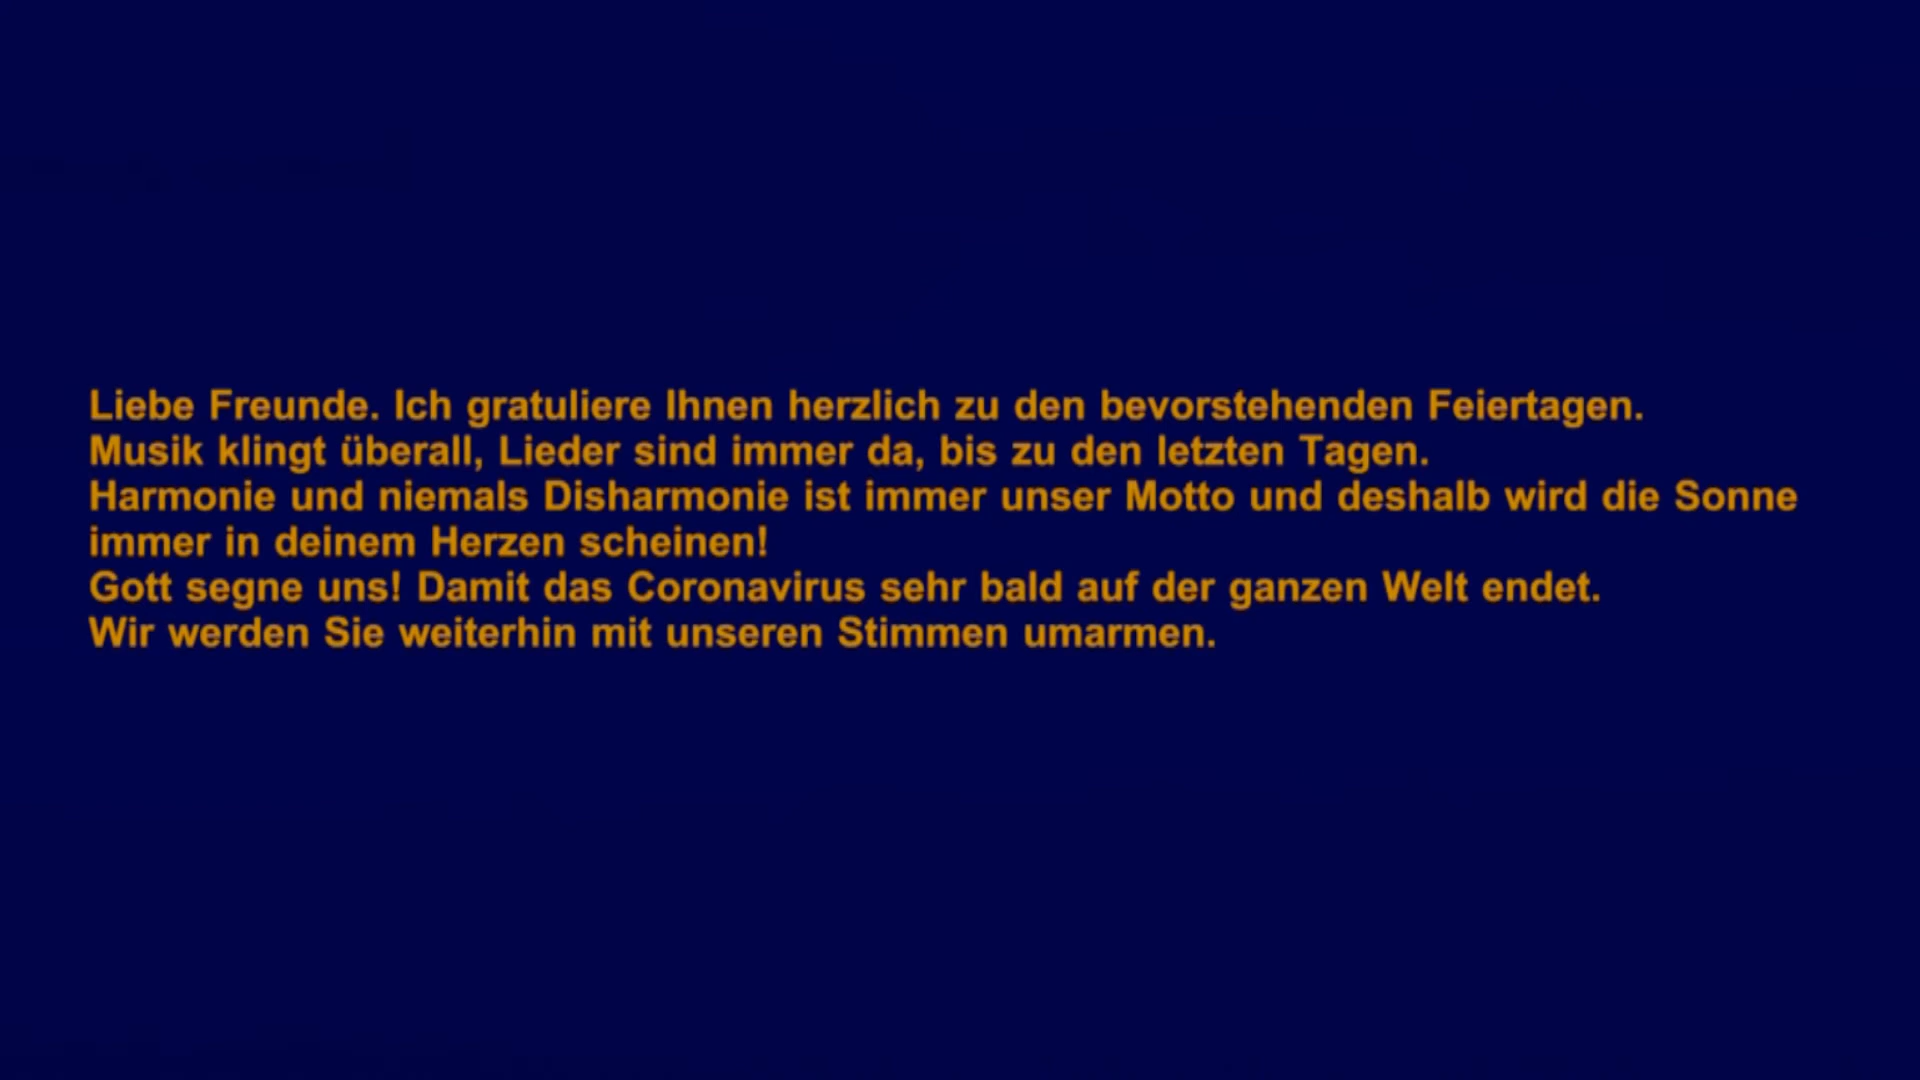 Liebe Freunde. Ich gratuliere Ihnen herzlich zu den bevorstehenden Feiertagen.
Musik klingt überall, Lieder sind immer da, bis zu den letzten Tagen.
Harmonie und niemals Disharmonie ist immer unser Motto und deshalb wird die Sonne
immer in deinem Herzen scheinen!
Gott segne uns! Damit das Coronavirus sehr bald auf der ganzen Welt endet.
Wir werden Sie weiterhin mit unseren Stimmen umarmen.